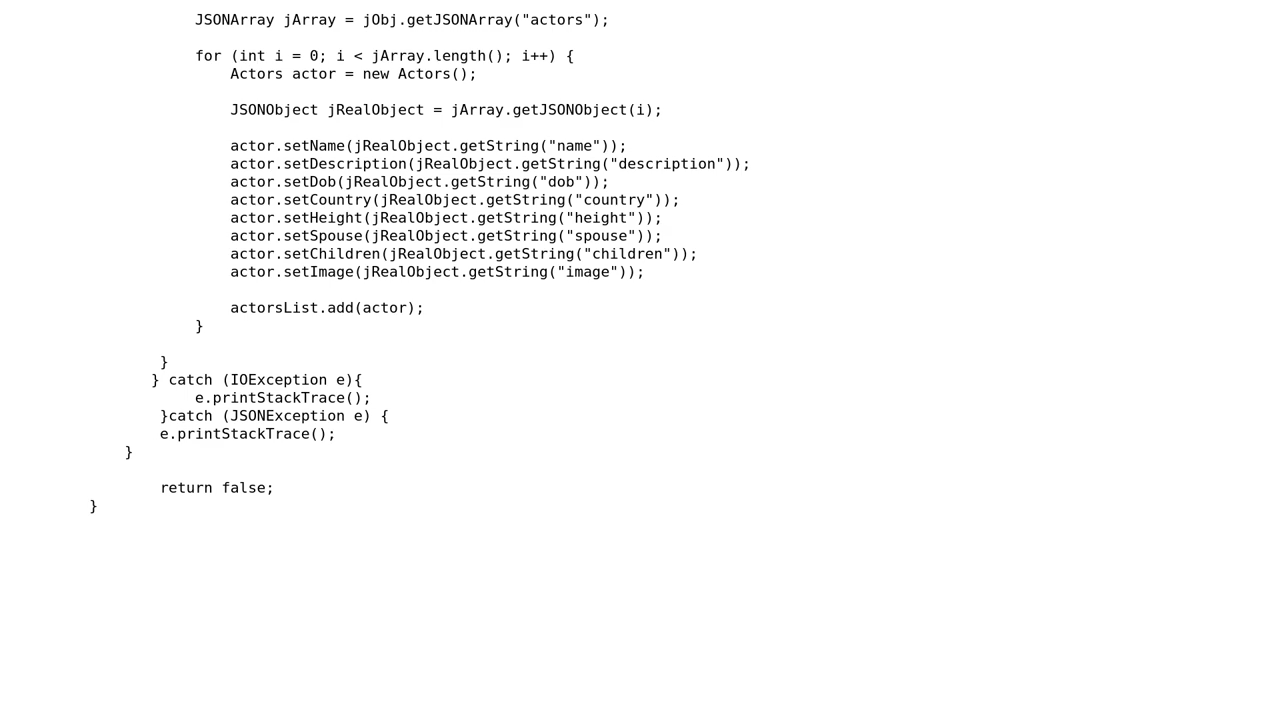 JSONArray jArray = jObj.getJSONArray("actors");
for (int i = 0; i < jArray.length(); i++) {
Actors actor = new Actors();
JSONObject jRealObject = jArray.getJSONObject(i);
actor.setName(jRealObject.getString("name"));
actor.setDescription(jRealObject.getString("description"));
actor.setDob(jRealObject.getString("dob"));
actor.setCountry(jRealObject.getString("country"));
actor.setHeight(jRealObject.getString("height"));
actor.setSpouse(jRealObject.getString("spouse"));
actor.setChildren(jRealObject.getString("children"));
actor.setImage(jRealObject.getString("image"));
actorsList.add(actor);
}
}
} catch (IOException e){
e.printStackTrace();
}catch (JSONException e) {
e.printStackTrace();
}
return false;
}